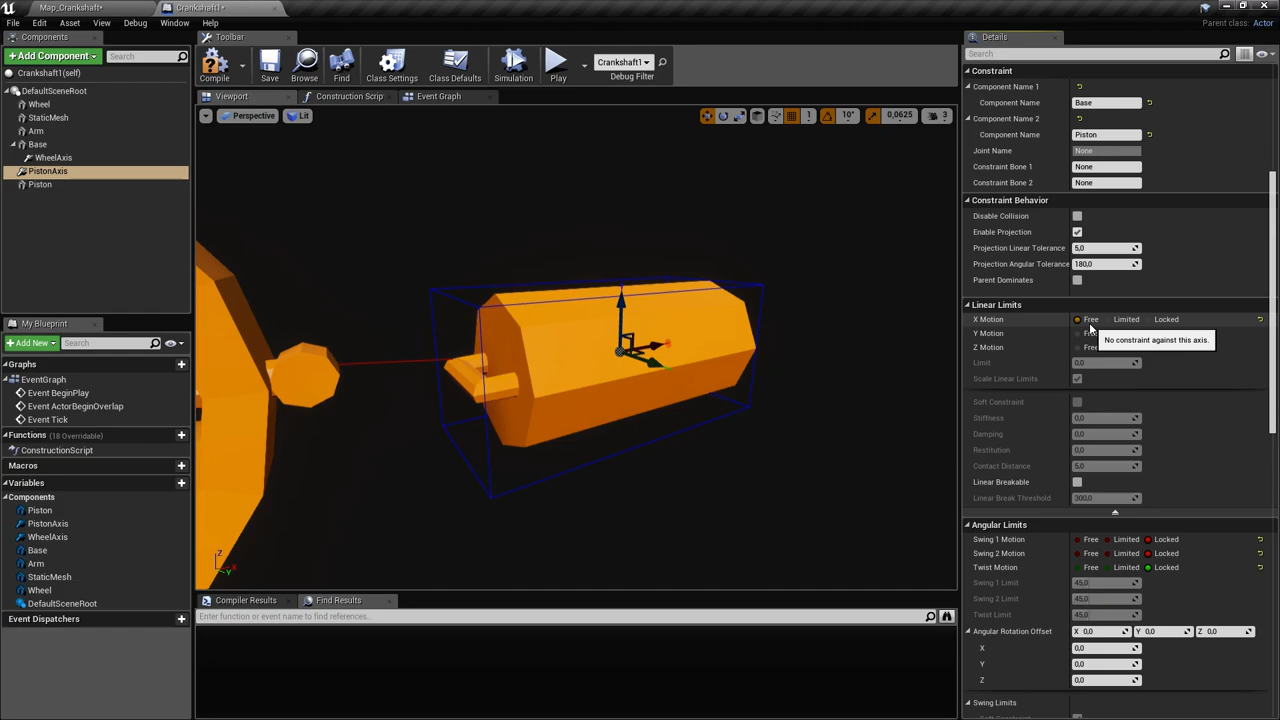 Map_Crankshaft*
Crankshaft1*
File Edit Asset View Debug Window Help
Parent class: Actor
Components
+ Add Component
Search
Crankshaft1(self)
DefaultSceneRoot
Wheel
StaticMesh
Arm
Base
WheelAxis
PistonAxis
Piston
My Blueprint
+ Add New
Search
Graphs
EventGraph
Event BeginPlay
Event ActorBeginOverlap
Event Tick
Functions (18 Overridable)
ConstructionScript
Macros
Variables
Components
Piston
PistonAxis
WheelAxis
Base
Arm
StaticMesh
Wheel
DefaultSceneRoot
Event Dispatchers
Toolbar
Compile
Save
Browse
Find
Class Settings
Class Defaults
Simulation
Play
Crankshaft1
Debug Filter
Viewport
Construction Scrip
Event Graph
Perspective
Lit
1
10°
0,0625
3
Z
X
Y
Compiler Results
Find Results
Enter function or event name to find references...
Details
Search
Constraint
Component Name 1
Component Name Base
Component Name 2
Component Name Piston
Joint Name None
Constraint Bone 1 None
Constraint Bone 2 None
Constraint Behavior
Disable Collision
Enable Projection
Projection Linear Tolerance 5,0
Projection Angular Tolerance 180,0
Parent Dominates
Linear Limits
X Motion Free Limited Locked
No constraint against this axis.
Y Motion
Z Motion
Limit 0,0
Scale Linear Limits
Soft Constraint
Stiffness 0,0
Damping 0,0
Restitution 0,0
Contact Distance 5,0
Linear Breakable
Linear Break Threshold 300,0
Angular Limits
Swing 1 Motion Free Limited Locked
Swing 2 Motion Free Limited Locked
Twist Motion Free Limited Locked
Swing 1 Limit 45,0
Swing 2 Limit 45,0
Twist Limit 45,0
Angular Rotation Offset X 0,0 Y 0,0 Z 0,0
X 0,0
Y 0,0
Z 0,0
Swing Limits